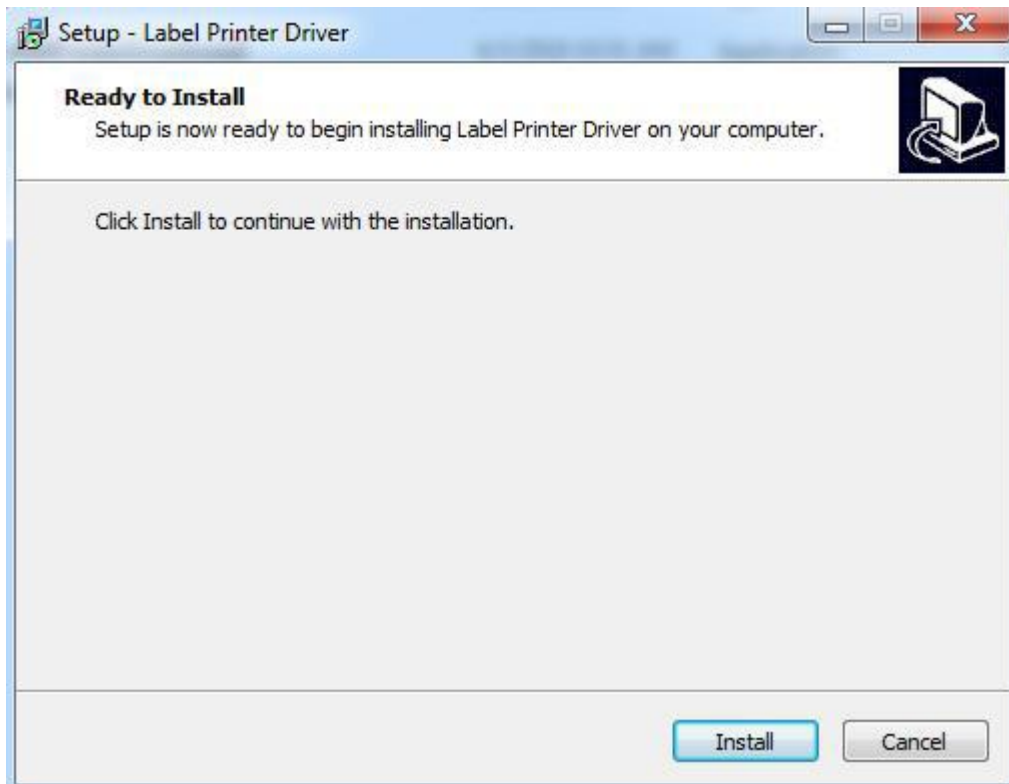 Setup - Label Printer Driver
Ready to Install
Setup is now ready to begin installing Label Printer Driver on your computer.
Click Install to continue with the installation.
Install
Cancel